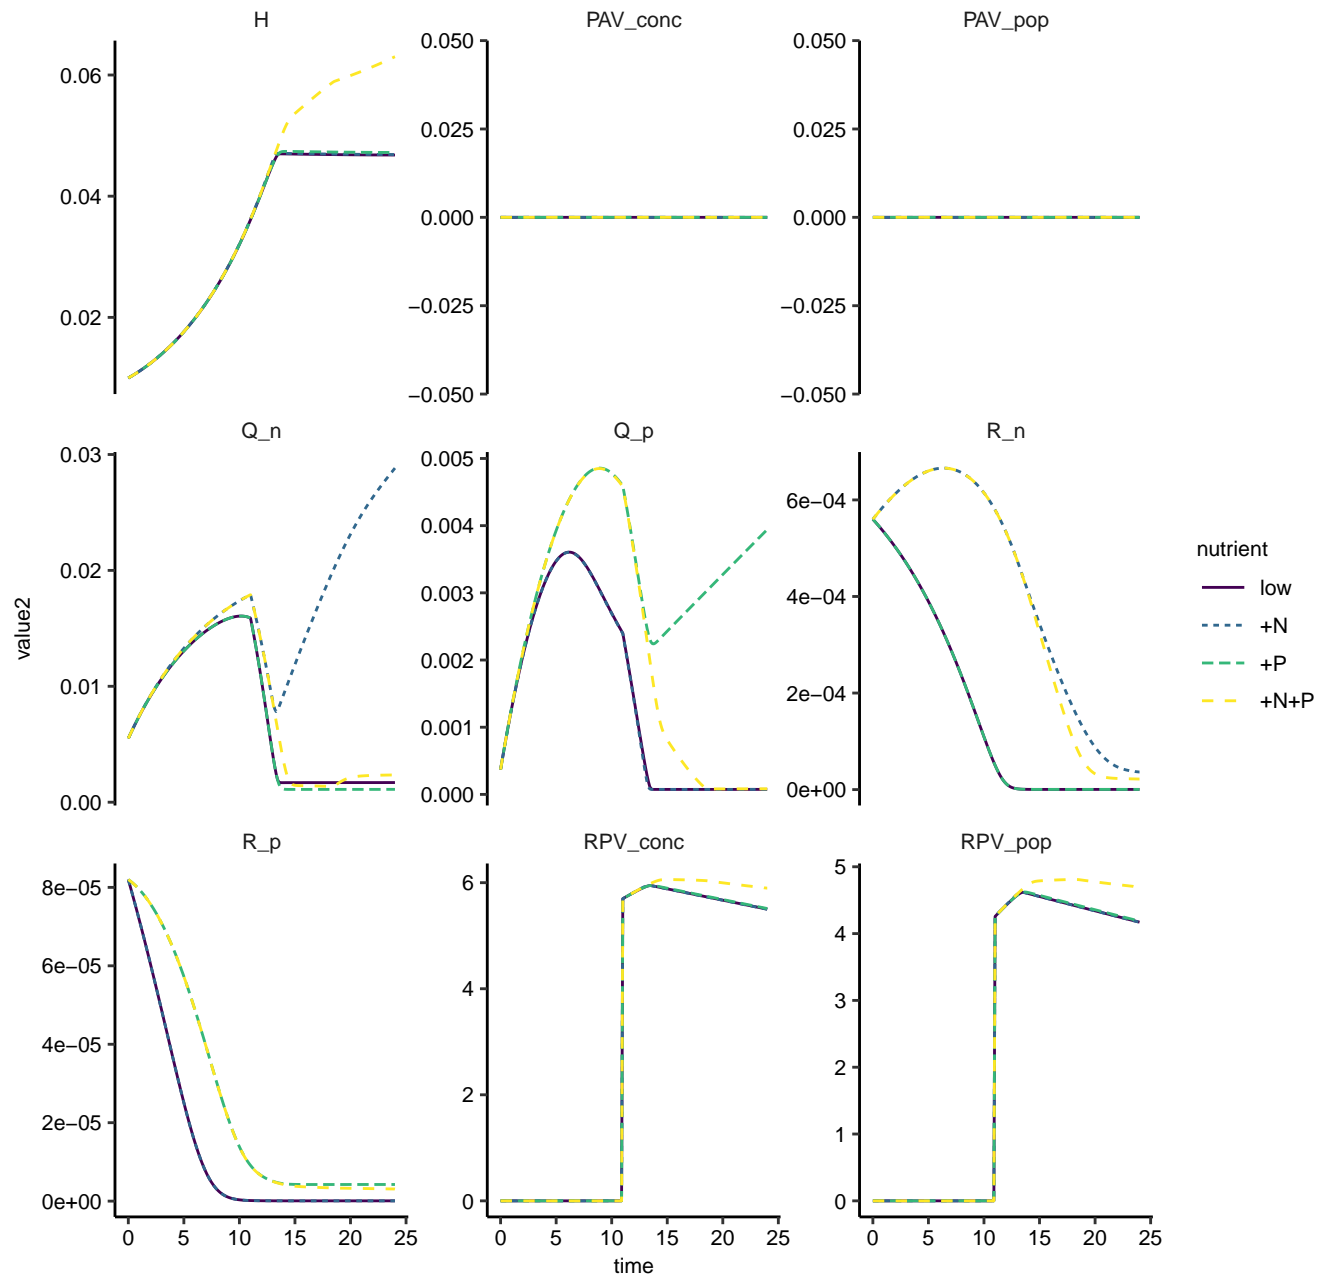 H
PAV_conc
PAV_pop
0.06
0.04
0.02
0.050
0.025
0.000
−0.025
−0.050
0.050
0.025
0.000
−0.025
−0.050
Q_n
Q_p
R_n
0.03
0.02
0.01
0.00
0.005
0.004
0.003
0.002
0.001
0.000
6e−04
4e−04
2e−04
0e+00
R_p
RPV_conc
RPV_pop
8e−05
6e−05
4e−05
2e−05
0e+00
6
4
2
0
5
4
3
2
1
0
0 5 10 15 20 25
0 5 10 15 20 25
0 5 10 15 20 25
time
value2
nutrient
low
+N
+P
+N+P